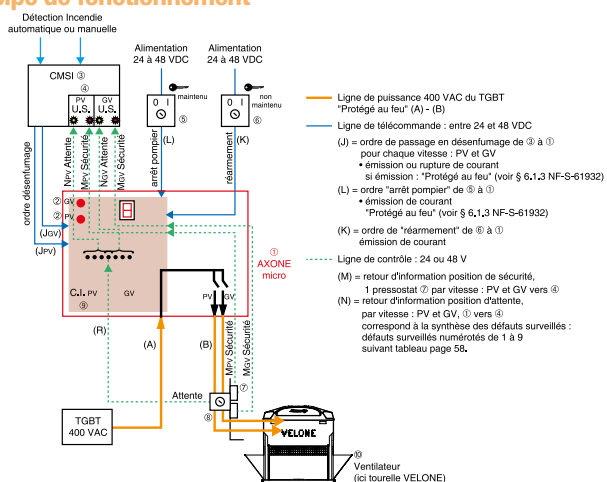 cipe de fonctionnement
Détection Incendie
automatique ou manuelle
CMSI ③
④
PV GV
U.S. U.S.
Alimentation
24 à 48 VDC
maintenu
0 I
⑤
(L)
Alimentation
24 à 48 VDC
non
maintenu
0 I
⑥
(K)
ordre désenfumage
NPV Attente
MPV Sécurité
NGV Attente
MGV Sécurité
arrêt pompier
réarmement
② GV
② PV
(JGV)
(JPV)
①
AXONE
micro
C.I. PV GV
⑨
PV GV
(R)
(A)
(B)
MPV Sécurité
MGV Sécurité
Attente
⑦
⑧
TGBT
400 VAC
VELONE
⑩
Ventilateur
(ici tourelle VELONE)
Ligne de puissance 400 VAC du TGBT
"Protégé au feu" (A) - (B)
Ligne de télécommande : entre 24 et 48 VDC
(J) = ordre de passage en désenfumage de ③ à ①
pour chaque vitesse : PV et GV
• émission ou rupture de courant
si émission : "Protégé au feu" (voir § 6.1.3 NF-S-61932)
(L) = ordre "arrêt pompier" de ⑤ à ①
• émission de courant
"Protégé au feu" (voir § 6.1.3 NF-S-61932)
(K) = ordre de "réarmement" de ⑥ à ①
émission de courant
Ligne de contrôle : 24 ou 48 V
(M) = retour d'information position de sécurité,
1 pressostat ⑦ par vitesse : PV et GV vers ④
(N) = retour d'information position d'attente,
par vitesse : PV et GV, ① vers ④
correspond à la synthèse des défauts surveillés :
défauts surveillés numérotés de 1 à 9
suivant tableau page 58.